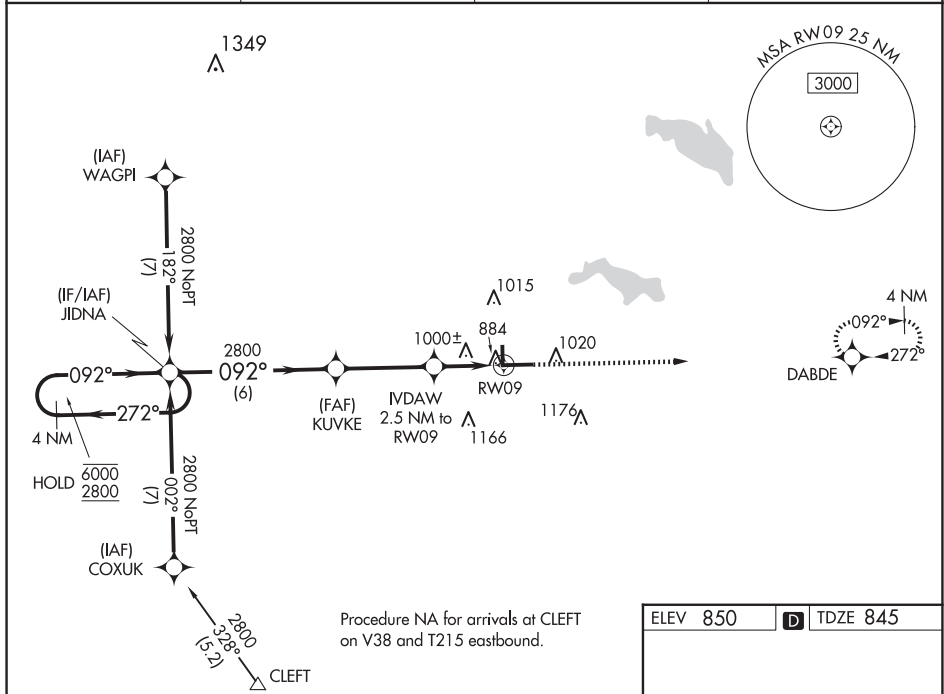 1349
MSA RW09 25 NM
3000
(IAF)
WAGPI
2800 NoPT
182°
(7)
(IF/IAF)
JIDNA
1015
4 NM
092°
272°
DABDE
1000±
884
1020
RW09
2800
092°
(6)
092°
272°
4 NM
HOLD 6000
2800
(FAF)
KUVKE
IVDAW
2.5 NM to
RW09
1166
1176
2800 NoPT
002°
(7)
(IAF)
COXUK
2800
328°
(5.2)
CLEFT
Procedure NA for arrivals at CLEFT
on V38 and T215 eastbound.
ELEV 850 D TDZE 845